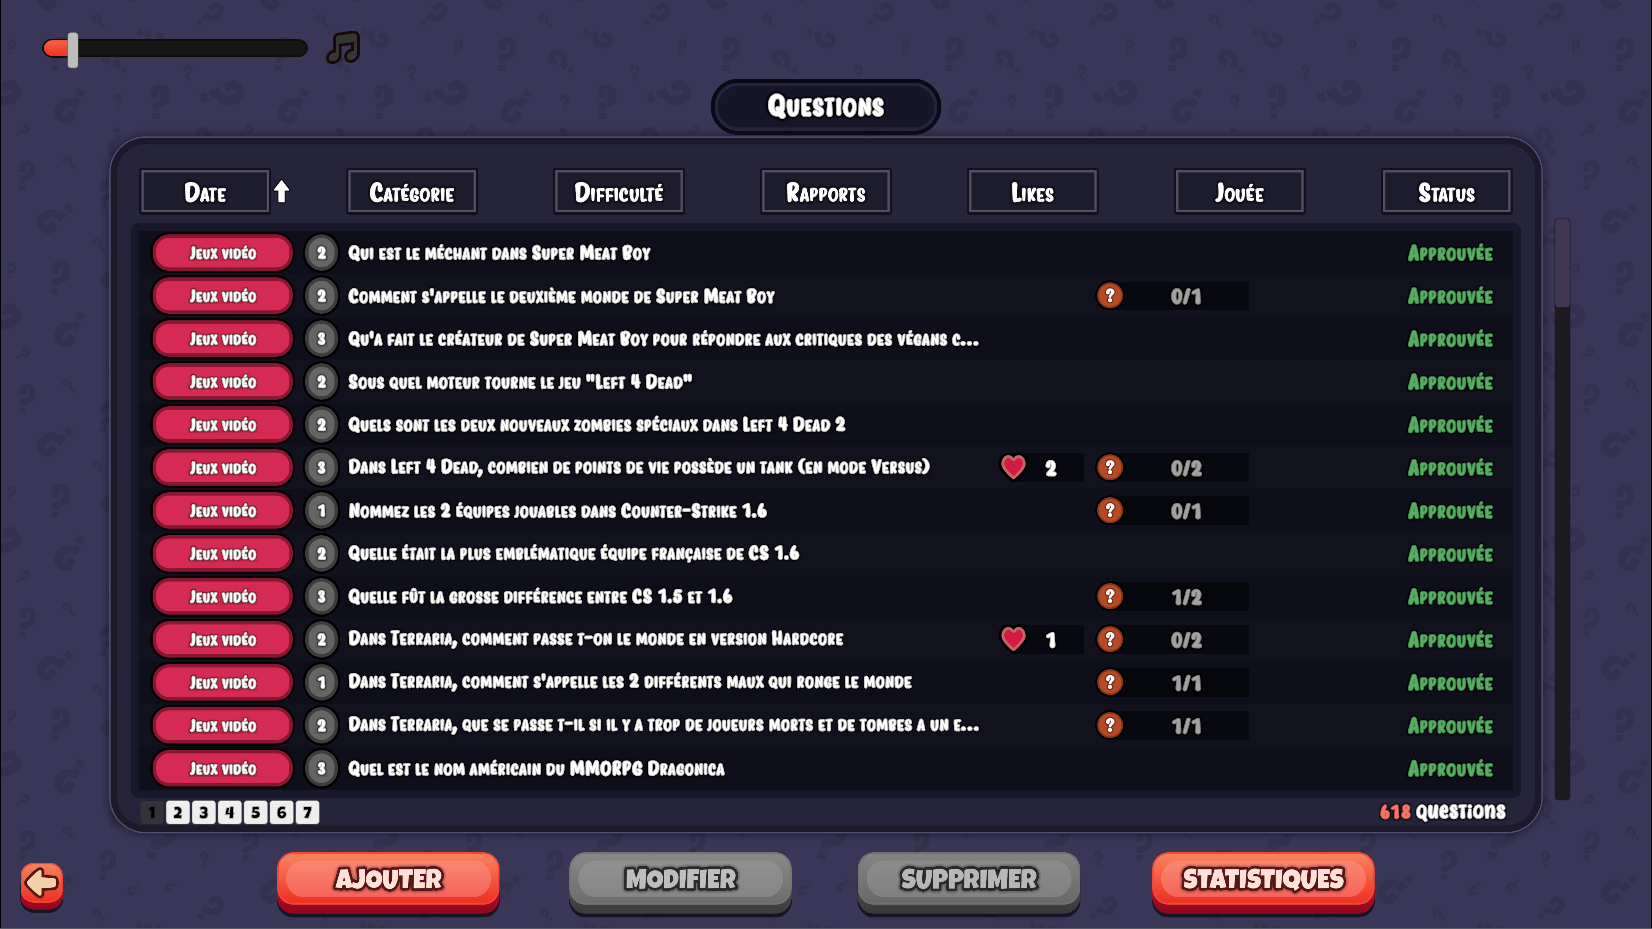 Questions
Date Catégorie Difficulté Rapports Likes Jouée Status
Jeux vidéo 2 Qui est le méchant dans Super Meat Boy Approuvée
Jeux vidéo 2 Comment s'appelle le deuxième monde de Super Meat Boy ? 0/1 Approuvée
Jeux vidéo 3 Qu'a fait le créateur de Super Meat Boy pour répondre aux critiques des végans c... Approuvée
Jeux vidéo 2 Sous quel moteur tourne le jeu "Left 4 Dead" Approuvée
Jeux vidéo 2 Quels sont les deux nouveaux zombies spéciaux dans Left 4 Dead 2 Approuvée
Jeux vidéo 3 Dans Left 4 Dead, combien de points de vie possède un tank (en mode Versus) 2 ? 0/2 Approuvée
Jeux vidéo 1 Nommez les 2 équipes jouables dans Counter-Strike 1.6 ? 0/1 Approuvée
Jeux vidéo 2 Quelle était la plus emblématique équipe française de CS 1.6 Approuvée
Jeux vidéo 3 Quelle fût la grosse différence entre CS 1.5 et 1.6 ? 1/2 Approuvée
Jeux vidéo 2 Dans Terraria, comment passe t-on le monde en version Hardcore 1 ? 0/2 Approuvée
Jeux vidéo 1 Dans Terraria, comment s'appelle les 2 différents maux qui ronge le monde ? 1/1 Approuvée
Jeux vidéo 2 Dans Terraria, que se passe t-il si il y a trop de joueurs morts et de tombes a un e... ? 1/1 Approuvée
Jeux vidéo 3 Quel est le nom américain du MMORPG Dragonica Approuvée
1 2 3 4 5 6 7 618 questions
AJOUTER MODIFIER SUPPRIMER STATISTIQUES